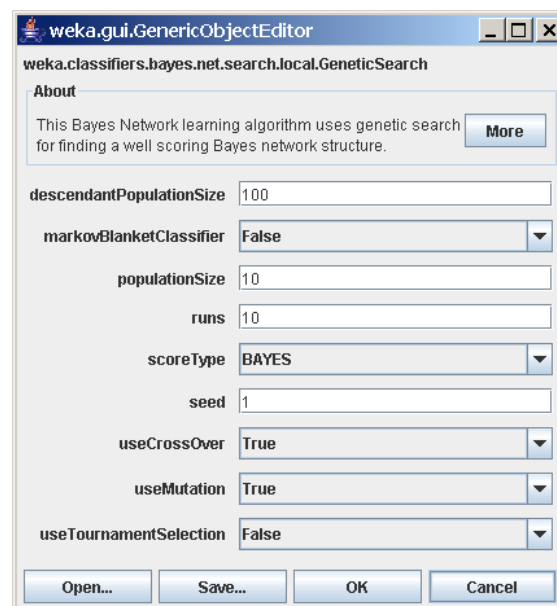 weka.gui.GenericObjectEditor
weka.classifiers.bayes.net.search.local.GeneticSearch
About
This Bayes Network learning algorithm uses genetic search
for finding a well scoring Bayes network structure.
More
descendantPopulationSize 100
markovBlanketClassifier False
populationSize 10
runs 10
scoreType BAYES
seed 1
useCrossOver True
useMutation True
useTournamentSelection False
Open... Save... OK Cancel